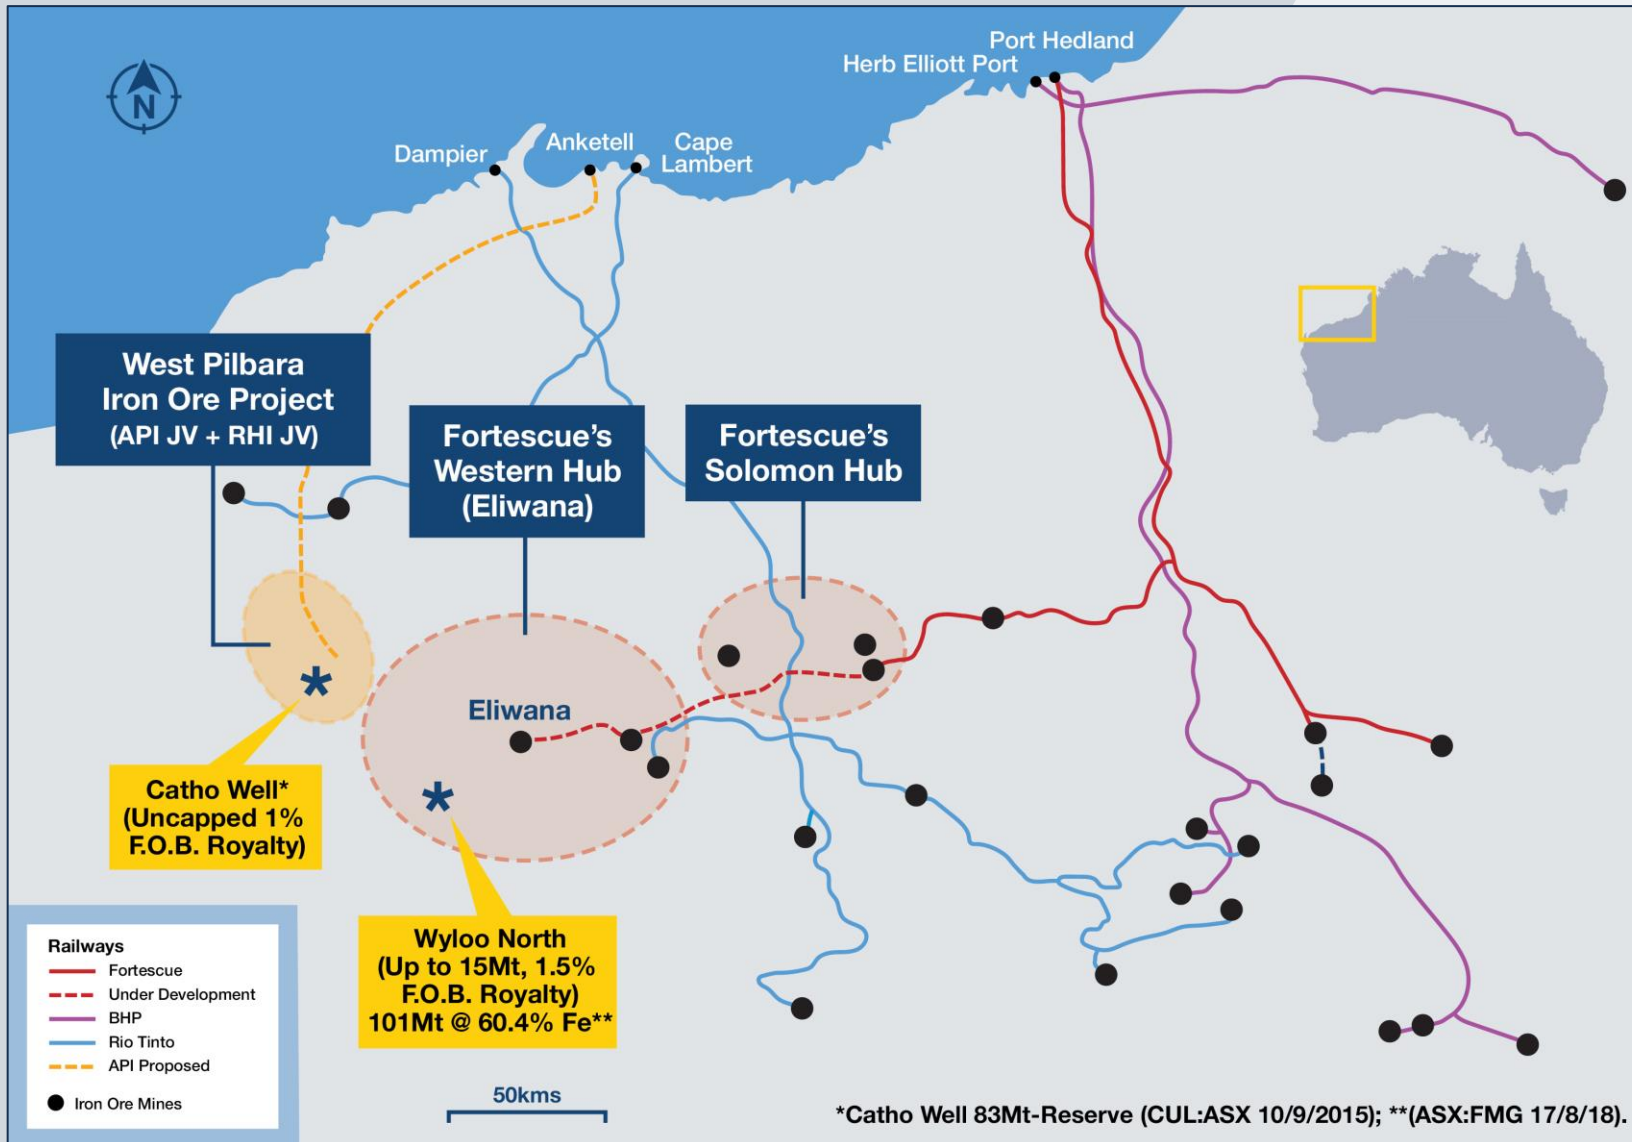 Port Hedland
Herb Elliott Port
N
Dampier
Anketell
Cape
Lambert
West Pilbara
Iron Ore Project
(API JV + RHI JV)
Fortescue's
Western Hub
(Eliwana)
Fortescue's
Solomon Hub
Eliwana
Catho Well*
(Uncapped 1%
F.O.B. Royalty)
Wyloo North
(Up to 15Mt, 1.5%
F.O.B. Royalty)
101Mt @ 60.4% Fe**
Railways
Fortescue
Under Development
BHP
Rio Tinto
API Proposed
Iron Ore Mines
50kms
*Catho Well 83Mt-Reserve (CUL:ASX 10/9/2015); **(ASX:FMG 17/8/18).